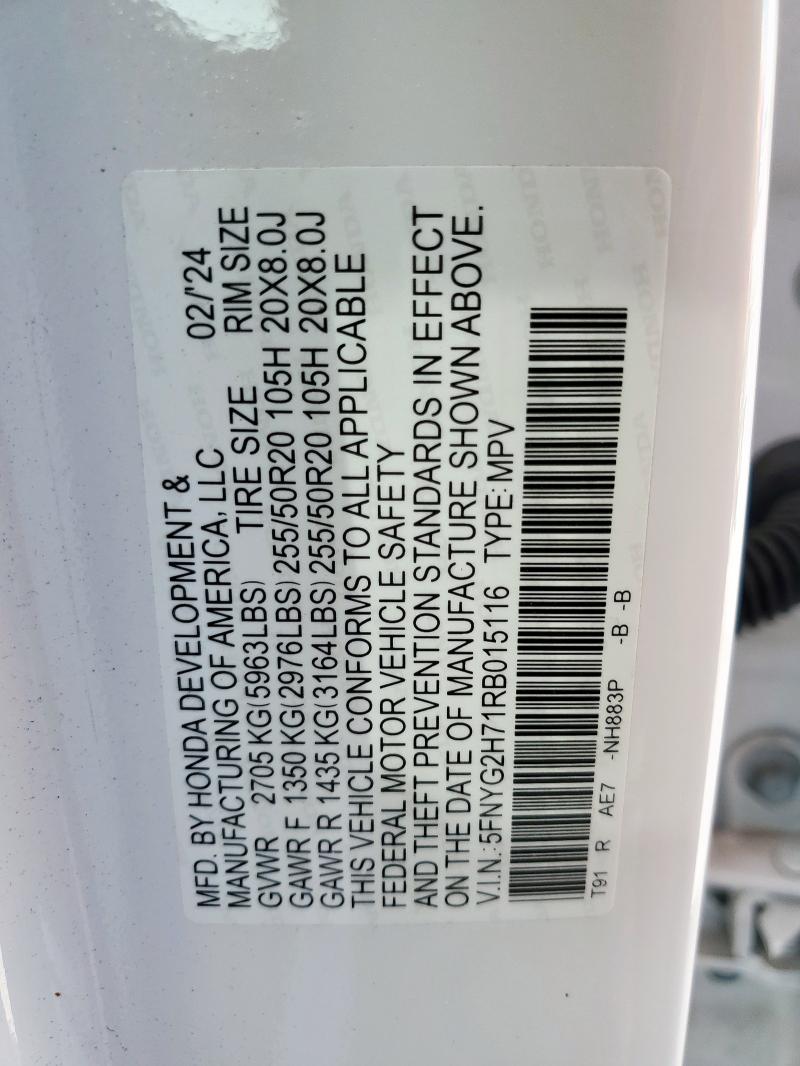 MFD. BY HONDA DEVELOPMENT &
MANUFACTURING OF AMERICA, LLC 02/'24
GVWR 2705 KG(5963LBS) TIRE SIZE RIM SIZE
GAWR F 1350 KG(2976LBS) 255/50R20 105H 20X8.0J
GAWR R 1435 KG(3164LBS) 255/50R20 105H 20X8.0J
THIS VEHICLE CONFORMS TO ALL APPLICABLE
FEDERAL MOTOR VEHICLE SAFETY
AND THEFT PREVENTION STANDARDS IN EFFECT
ON THE DATE OF MANUFACTURE SHOWN ABOVE.
V.I.N.:5FNYG2H71RB015116 TYPE:MPV
T91 R AE7 -NH883P -B -B